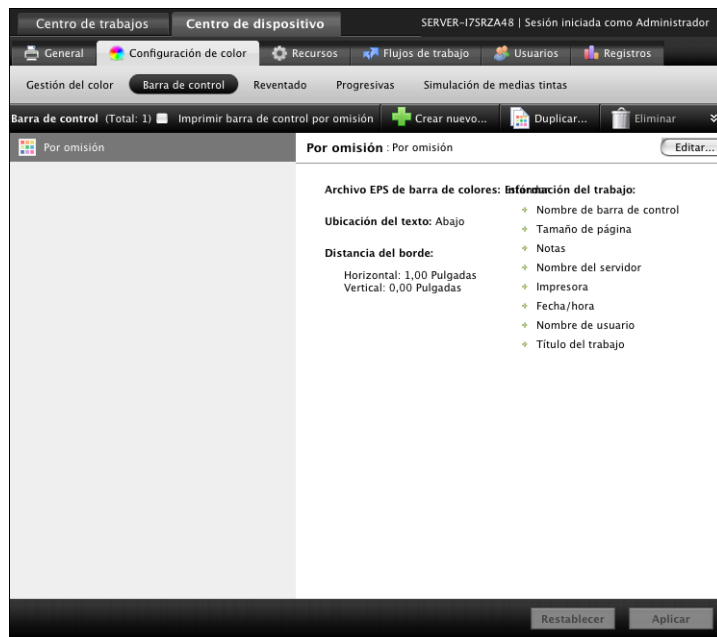 Centro de trabajos Centro de dispositivo SERVER-I7SRZA48 | Sesión iniciada como Administrador
General Configuración de color Recursos Flujos de trabajo Usuarios Registros
Gestión del color Barra de control Reventado Progresivas Simulación de medias tintas
Barra de control (Total: 1) Imprimir barra de control por omisión Crear nuevo... Duplicar... Eliminar
Por omisión
Por omisión : Por omisión Editar...
Archivo EPS de barra de colores:
Ubicación del texto: Abajo
Distancia del borde:
Horizontal: 1,00 Pulgadas
Vertical: 0,00 Pulgadas
Información del trabajo:
Nombre de barra de control
Tamaño de página
Notas
Nombre del servidor
Impresora
Fecha/hora
Nombre de usuario
Título del trabajo
Restablecer Aplicar